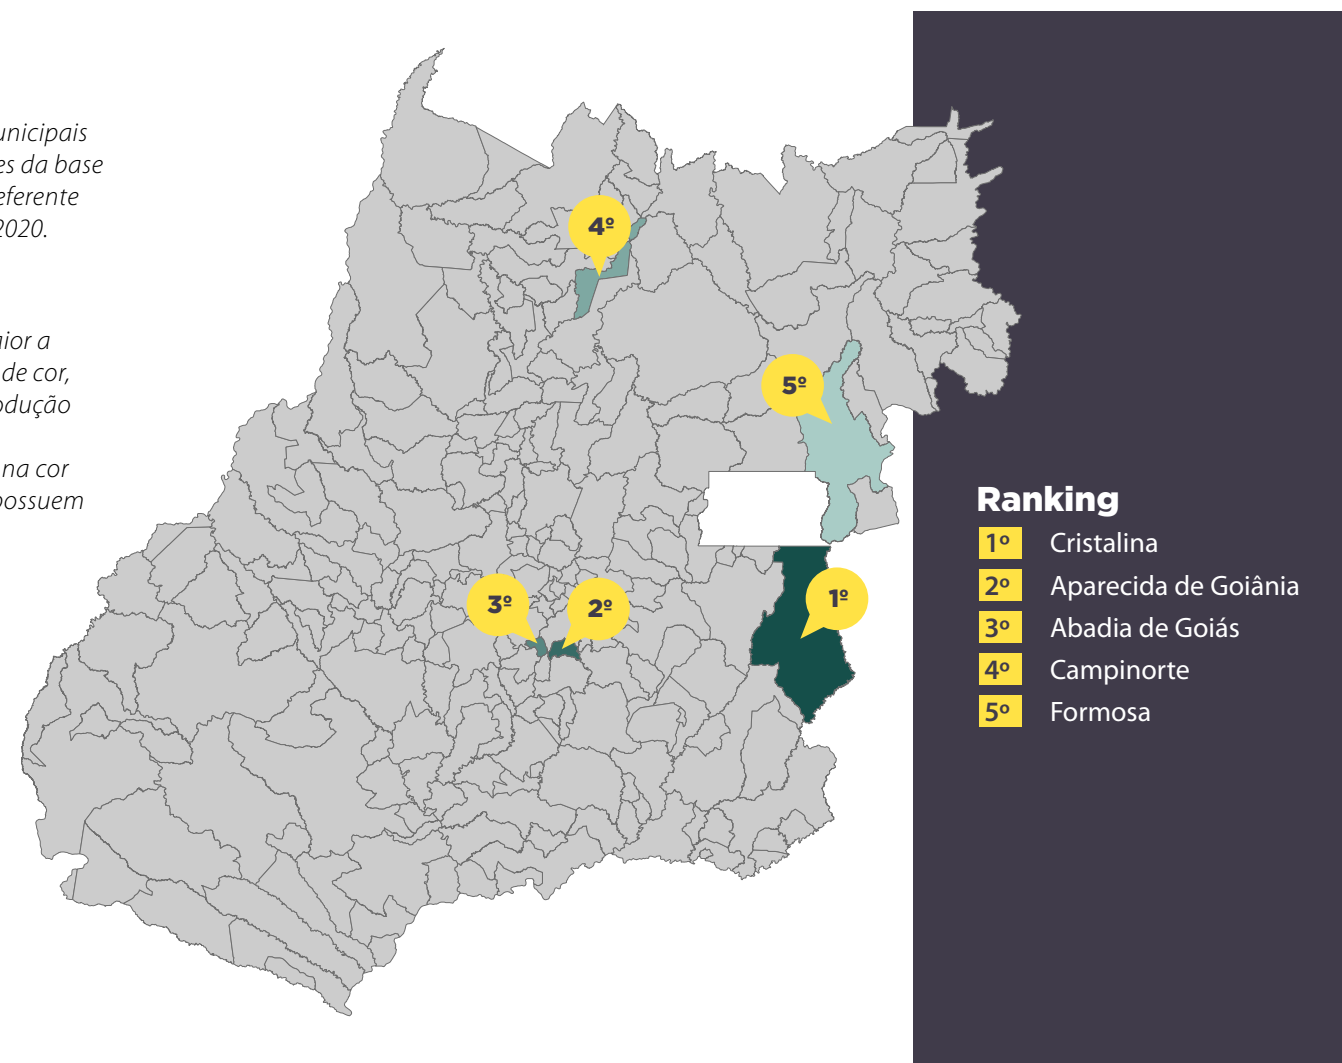 unicipais
es da base
eferente
2020.
ior a
de cor,
odução
na cor
possuem
4º
5º
3º
2º
1º
Ranking
1º Cristalina
2º Aparecida de Goiânia
3º Abadia de Goiás
4º Campinorte
5º Formosa